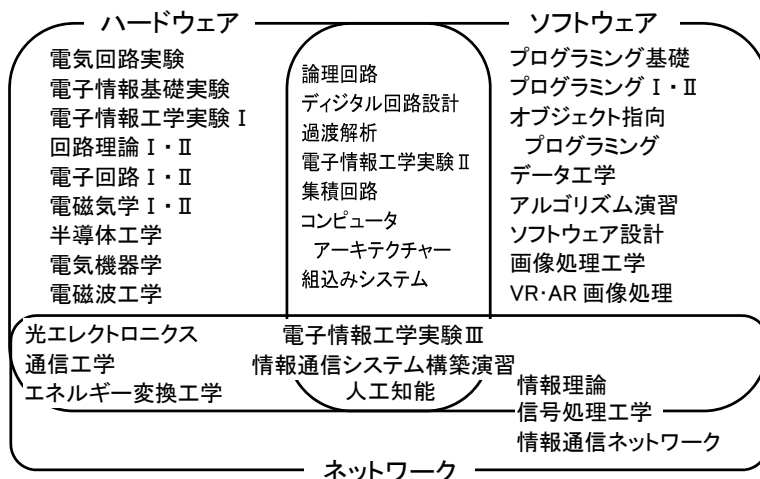 ハードウェア
電気回路実験
電子情報基礎実験
電子情報工学実験 I
回路理論 I・II
電子回路 I・II
電磁気学 I・II
半導体工学
電気機器学
電磁波工学
論理回路
ディジタル回路設計
過渡解析
電子情報工学実験 II
集積回路
コンピュータ
アーキテクチャー
組込みシステム
ソフトウェア
プログラミング基礎
プログラミング I・II
オブジェクト指向
プログラミング
データ工学
アルゴリズム演習
ソフトウェア設計
画像処理工学
VR・AR 画像処理
光エレクトロニクス
通信工学
エネルギー変換工学
電子情報工学実験III
情報通信システム構築演習
人工知能
情報理論
信号処理工学
情報通信ネットワーク
ネットワーク